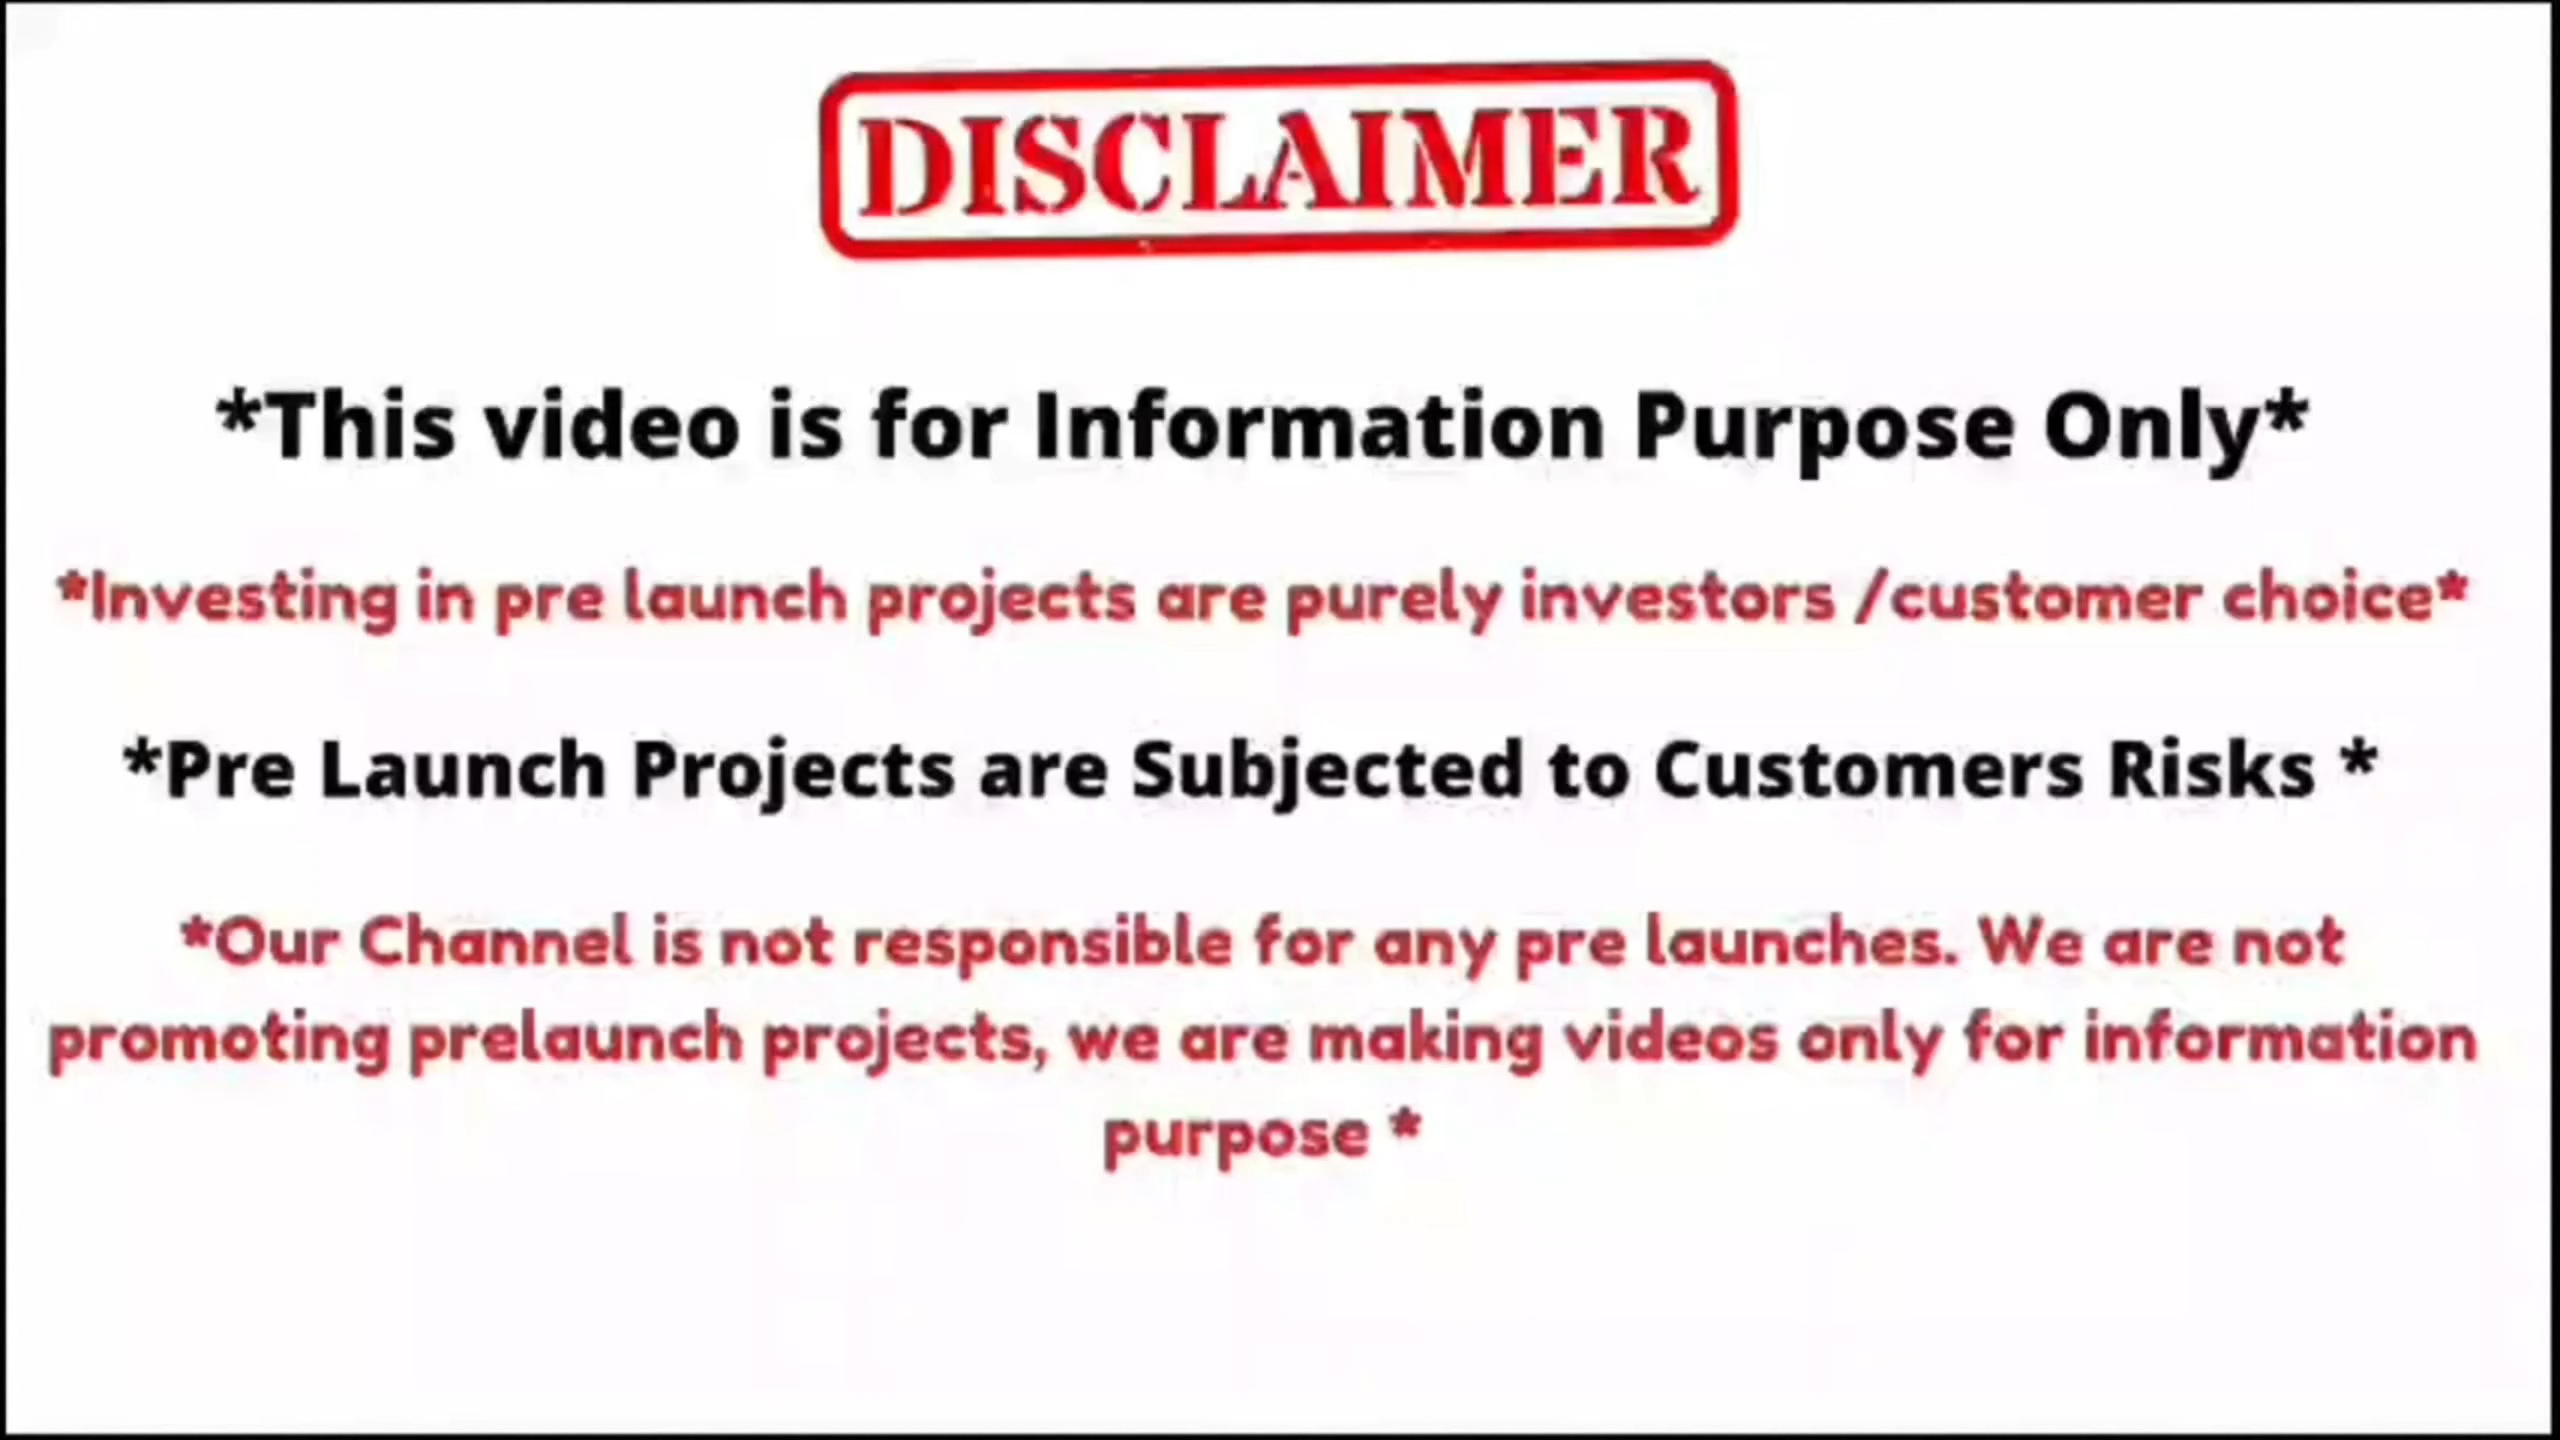 DISCLAIMER
*This video is for Information Purpose Only*
*Investing in pre launch projects are purely investors /customer choice*
*Pre Launch Projects are Subjected to Customers Risks *
*Our Channel is not responsible for any pre launches. We are not
promoting prelaunch projects, we are making videos only for information
purpose *